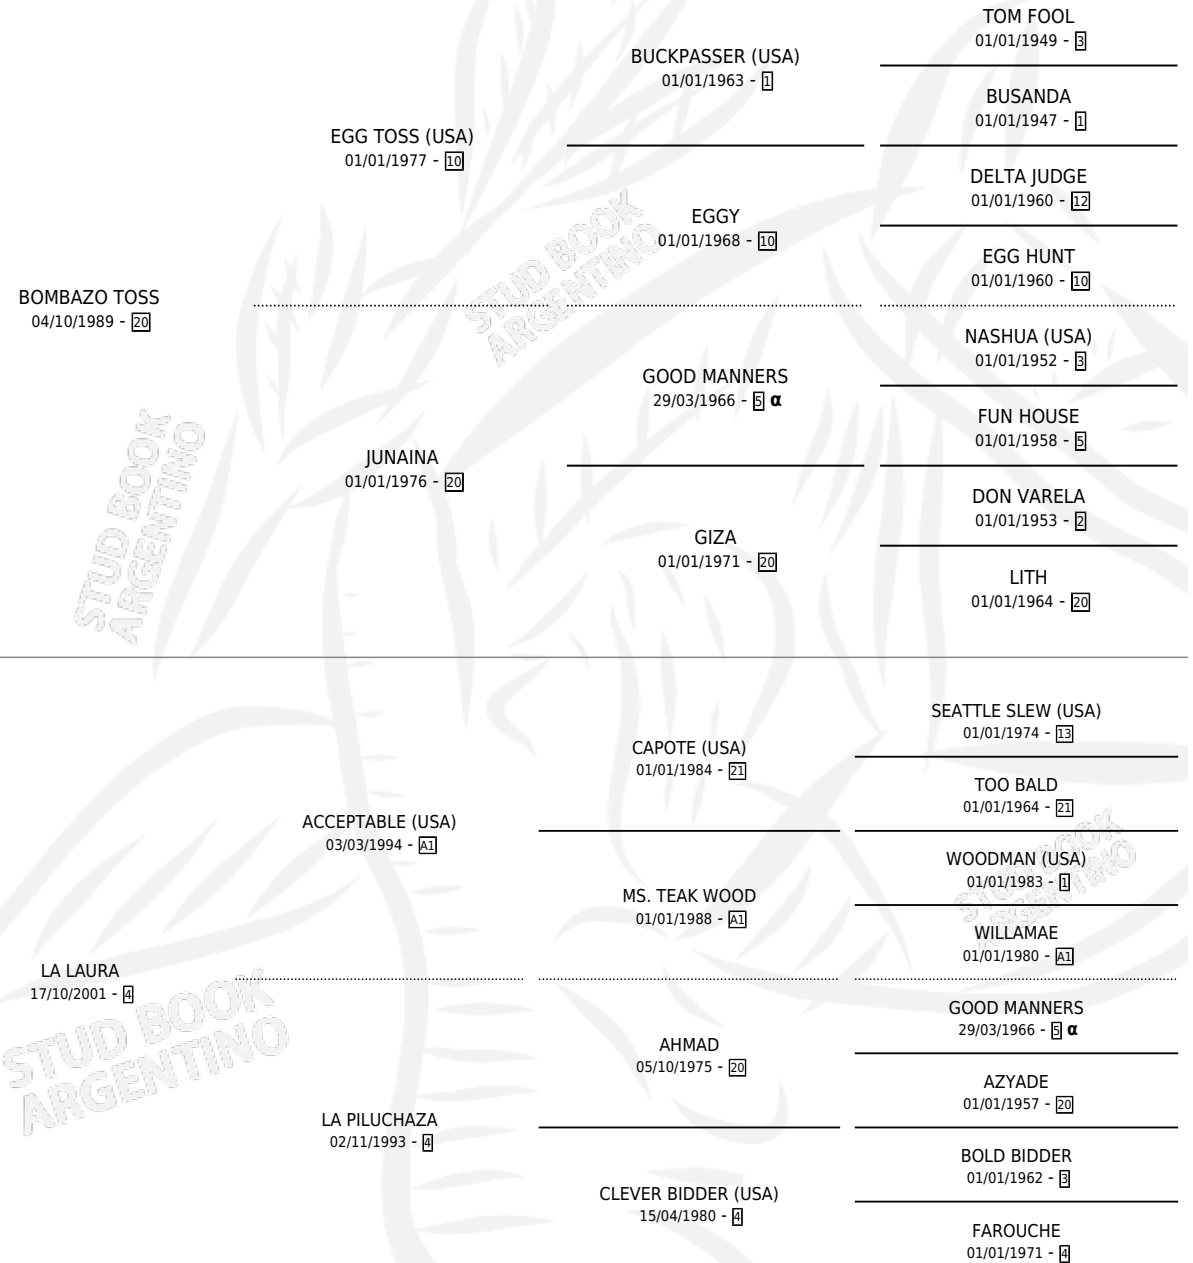 TOM FOOL
01/01/1949 - 3
BUCKPASSER (USA)
01/01/1963 - 1
BUSANDA
01/01/1947 - 1
EGG TOSS (USA)
01/01/1977 - 10
DELTA JUDGE
01/01/1960 - 12
EGGY
01/01/1968 - 10
EGG HUNT
01/01/1960 - 10
BOMBAZO TOSS
04/10/1989 - 20
NASHUA (USA)
01/01/1952 - 3
GOOD MANNERS
29/03/1966 - 5 α
FUN HOUSE
01/01/1958 - 5
JUNAINA
01/01/1976 - 20
DON VARELA
01/01/1953 - 2
GIZA
01/01/1971 - 20
LITH
01/01/1964 - 20
SEATTLE SLEW (USA)
01/01/1974 - 13
CAPOTE (USA)
01/01/1984 - 21
TOO BALD
01/01/1964 - 21
ACCEPTABLE (USA)
03/03/1994 - A1
WOODMAN (USA)
01/01/1983 - 1
MS. TEAK WOOD
01/01/1988 - A1
WILLAMAE
01/01/1980 - A1
LA LAURA
17/10/2001 - 4
GOOD MANNERS
29/03/1966 - 5 α
AHMAD
05/10/1975 - 20
AZYADE
01/01/1957 - 20
LA PILUCHAZA
02/11/1993 - 4
BOLD BIDDER
01/01/1962 - 3
CLEVER BIDDER (USA)
15/04/1980 - 4
FAROUCHE
01/01/1971 - 4
STUD BOOK
ARGENTINO
STUD BOOK
ARGENTINO
STUD BOOK
ARGENTINO
STUD BOOK
ARGENTINO